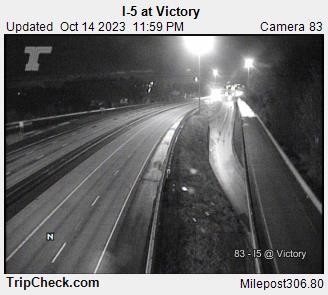 I-5 at Victory
Updated Oct 14 2023 11:59 PM Camera 83
T
N
83 - I5 @ Victory
TripCheck.com Milepost306.80